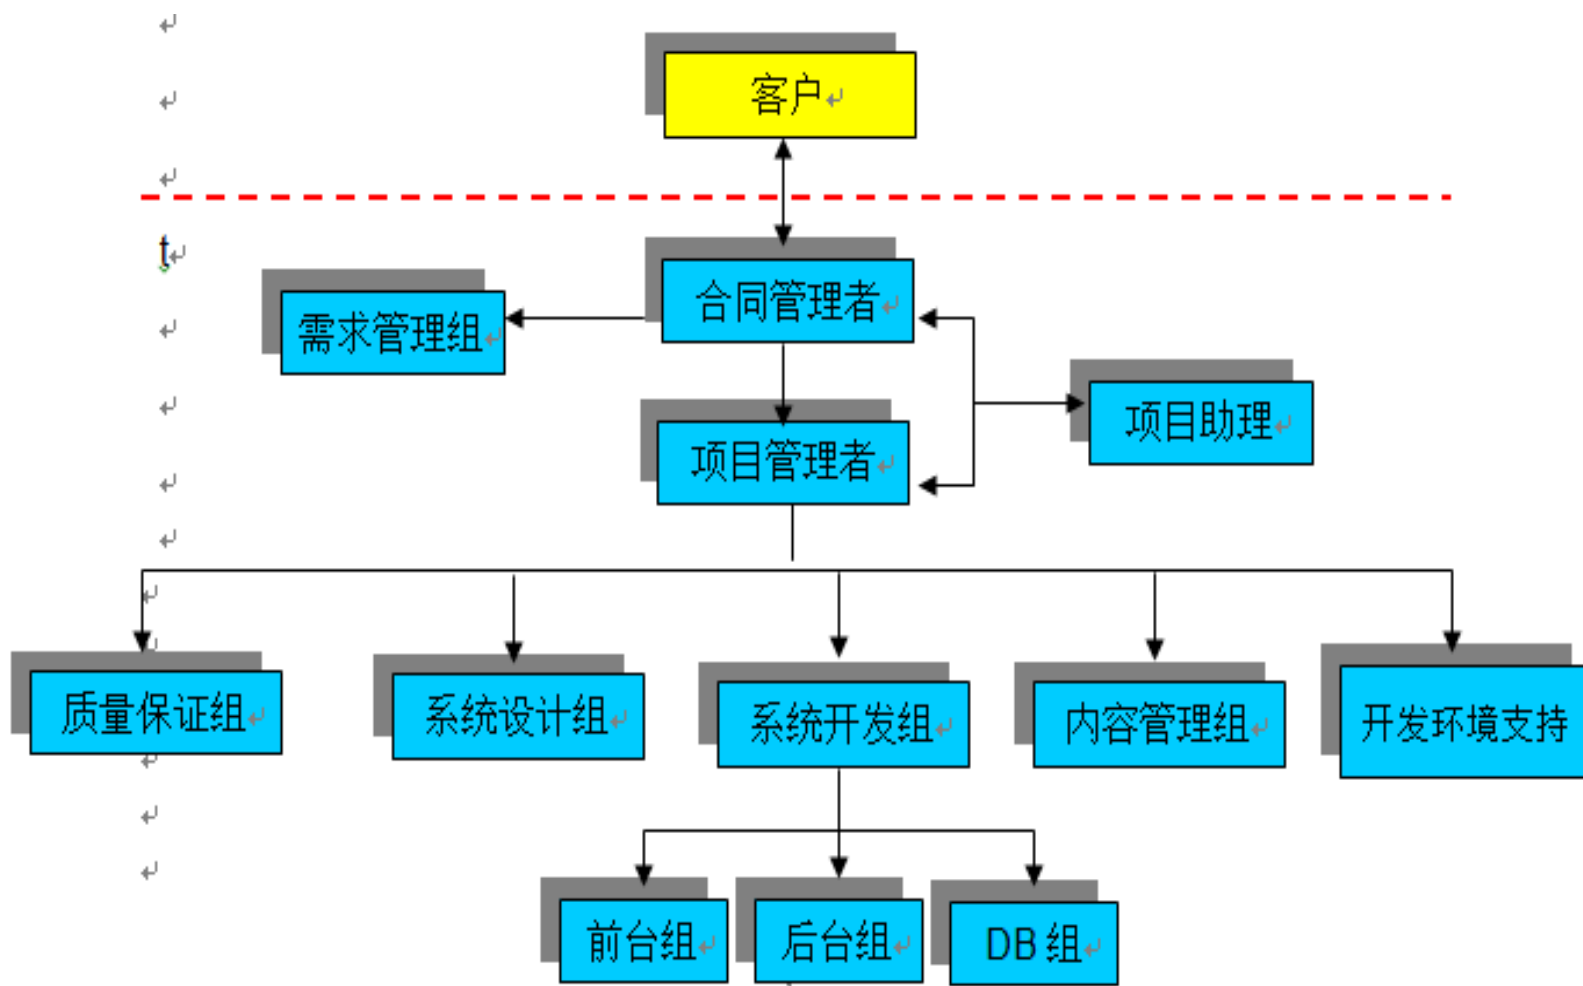 客户
t
合同管理者
需求管理组
项目助理
项目管理者
质量保证组
系统设计组
系统开发组
内容管理组
开发环境支持
前台组
后台组
DB 组